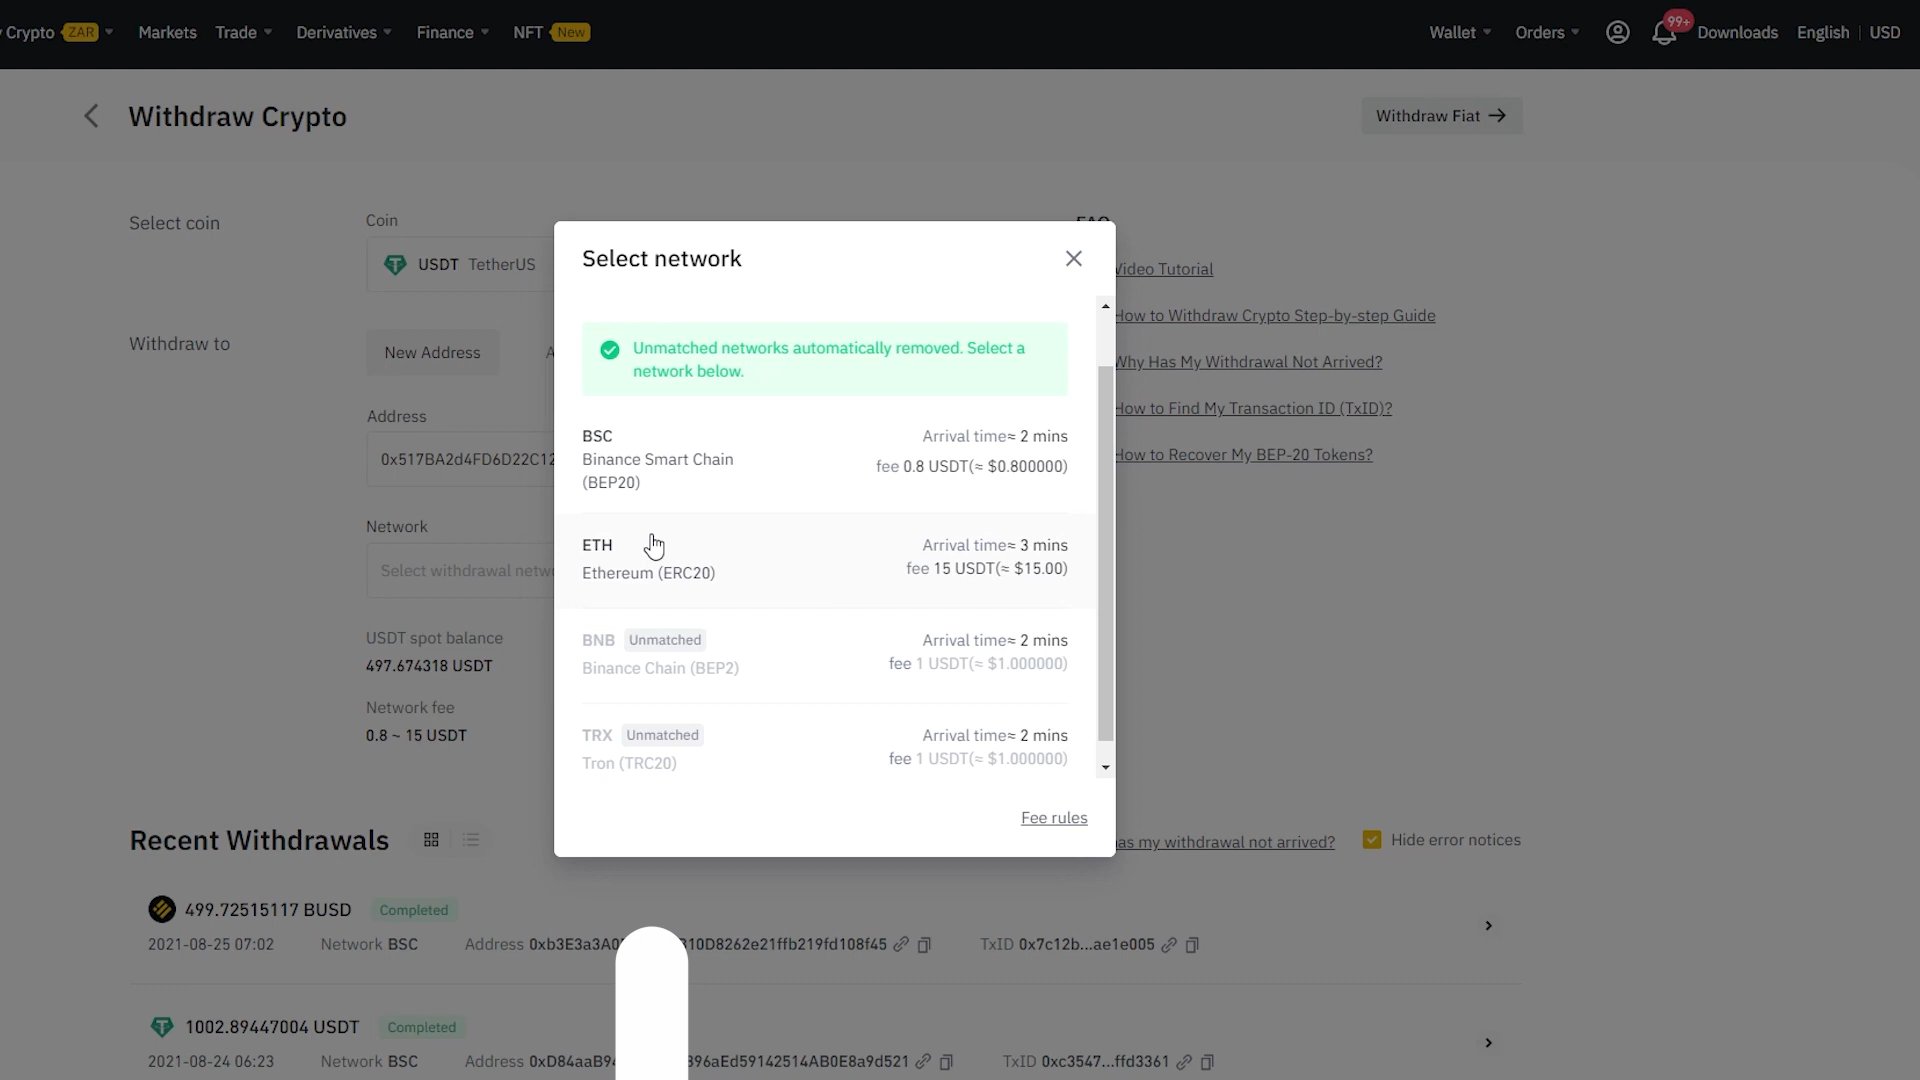 Crypto ZAR Markets Trade Derivatives Finance NFT New Wallet Orders 99+ Downloads English | USD
Withdraw Crypto
Withdraw Fiat →
Select coin
Coin
USDT TetherUS
Withdraw to
New Address
Address
0x517BA2d4FD6D22C12
Network
Select withdrawal netw
USDT spot balance
497.674318 USDT
Network fee
0.8 ~ 15 USDT
Select network
Unmatched networks automatically removed. Select a
network below.
BSC Arrival time≈ 2 mins
Binance Smart Chain fee 0.8 USDT(≈ $0.800000)
(BEP20)
ETH Arrival time≈ 3 mins
Ethereum (ERC20) fee 15 USDT(≈ $15.00)
BNB Unmatched Arrival time≈ 2 mins
Binance Chain (BEP2) fee 1 USDT(≈ $1.000000)
TRX Unmatched Arrival time≈ 2 mins
Tron (TRC20) fee 1 USDT(≈ $1.000000)
Fee rules
FAQ
Video Tutorial
How to Withdraw Crypto Step-by-step Guide
Why Has My Withdrawal Not Arrived?
How to Find My Transaction ID (TxID)?
How to Recover My BEP-20 Tokens?
Recent Withdrawals
has my withdrawal not arrived? Hide error notices
499.72515117 BUSD Completed
2021-08-25 07:02 Network BSC Address 0xb3E3a3A0 10D8262e21ffb219fd108f45 TxID 0x7c12b...ae1e005
1002.89447004 USDT Completed
2021-08-24 06:23 Network BSC Address 0xD84aaB9 396aEd59142514AB0E8a9d521 TxID 0xc3547...ffd3361